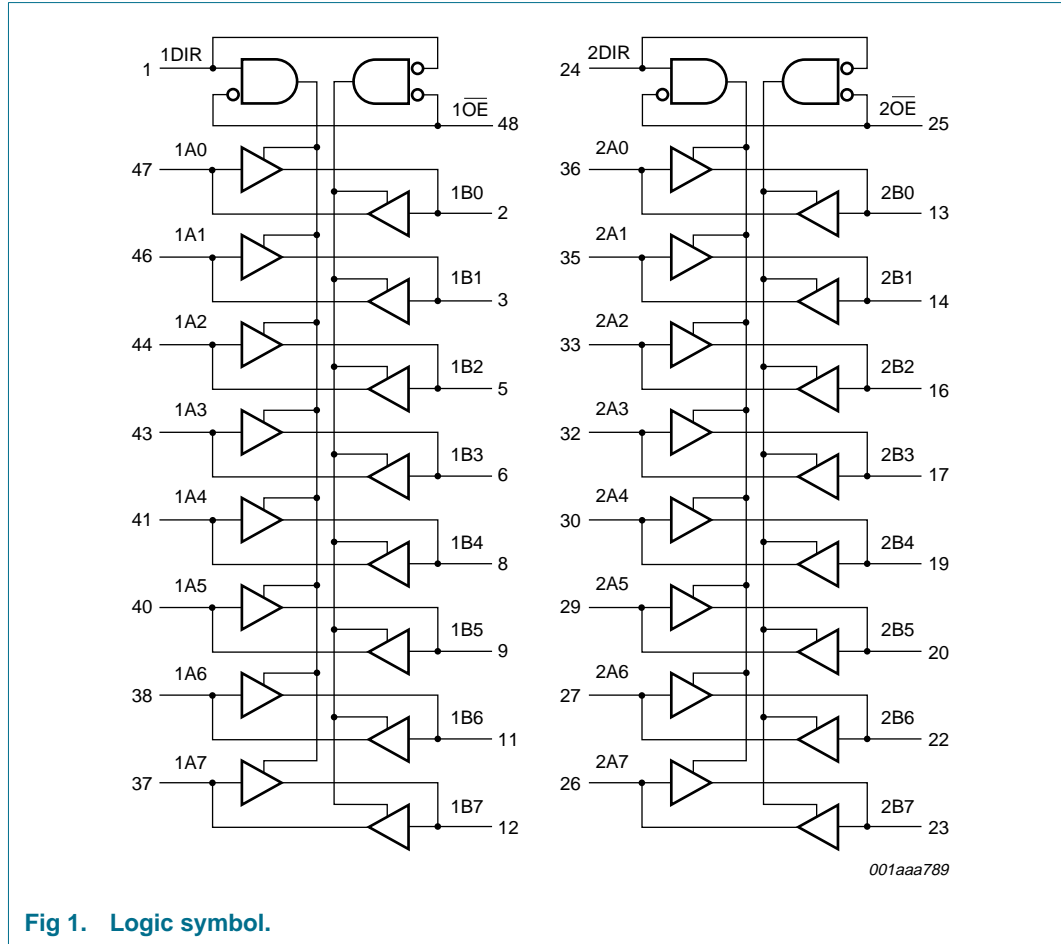 1DIR 2DIR
1 24
1O̅E̅ 2O̅E̅
48 25
1A0 2A0
47 36
1B0 2B0
2 13
1A1 2A1
46 35
1B1 2B1
3 14
1A2 2A2
44 33
1B2 2B2
5 16
1A3 2A3
43 32
1B3 2B3
6 17
1A4 2A4
41 30
1B4 2B4
8 19
1A5 2A5
40 29
1B5 2B5
9 20
1A6 2A6
38 27
1B6 2B6
11 22
1A7 2A7
37 26
1B7 2B7
12 23
001aaa789
Fig 1. Logic symbol.